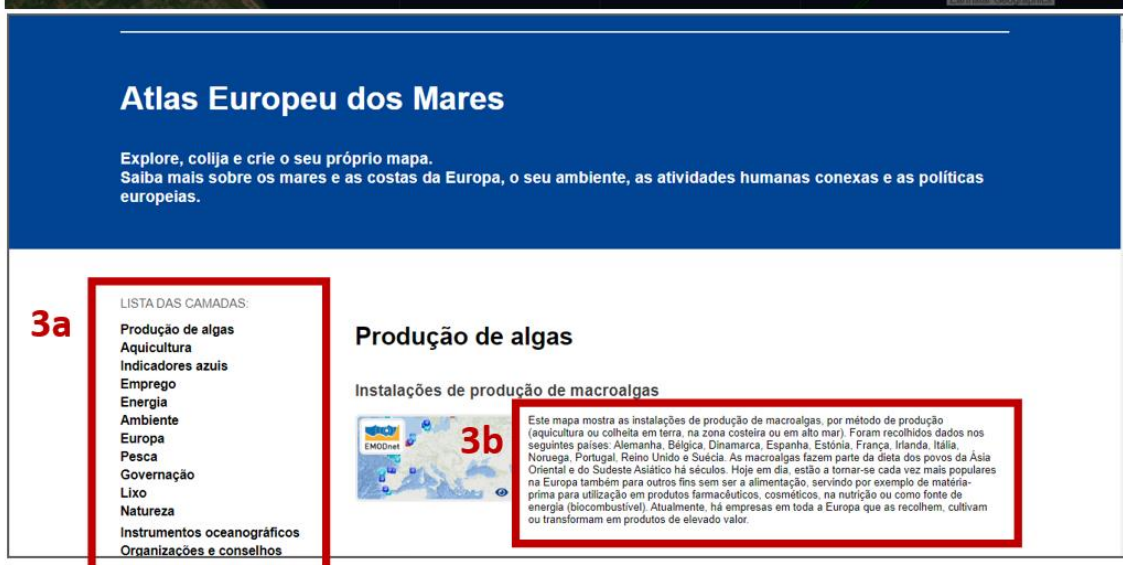 Atlas Europeu dos Mares
Explore, colija e crie o seu próprio mapa.
Saiba mais sobre os mares e as costas da Europa, o seu ambiente, as atividades humanas conexas e as políticas
europeias.
3a
LISTA DAS CAMADAS:
Produção de algas
Aquicultura
Indicadores azuis
Emprego
Energia
Ambiente
Europa
Pesca
Governação
Lixo
Natureza
Instrumentos oceanográficos
Organizações e conselhos
Produção de algas
Instalações de produção de macroalgas
EMODnet
3b
Este mapa mostra as instalações de produção de macroalgas, por método de produção
(aquicultura ou colheita em terra, na zona costeira ou em alto mar). Foram recolhidos dados nos
seguintes países: Alemanha, Bélgica, Dinamarca, Espanha, Estónia, França, Irlanda, Itália,
Noruega, Portugal, Reino Unido e Suécia. As macroalgas fazem parte da dieta dos povos da Ásia
Oriental e do Sudeste Asiático há séculos. Hoje em dia, estão a tornar-se cada vez mais populares
na Europa também para outros fins sem ser a alimentação, servindo por exemplo de matéria-
prima para utilização em produtos farmacêuticos, cosméticos, na nutrição ou como fonte de
energia (biocombustível). Atualmente, há empresas em toda a Europa que as recolhem, cultivam
ou transformam em produtos de elevado valor.